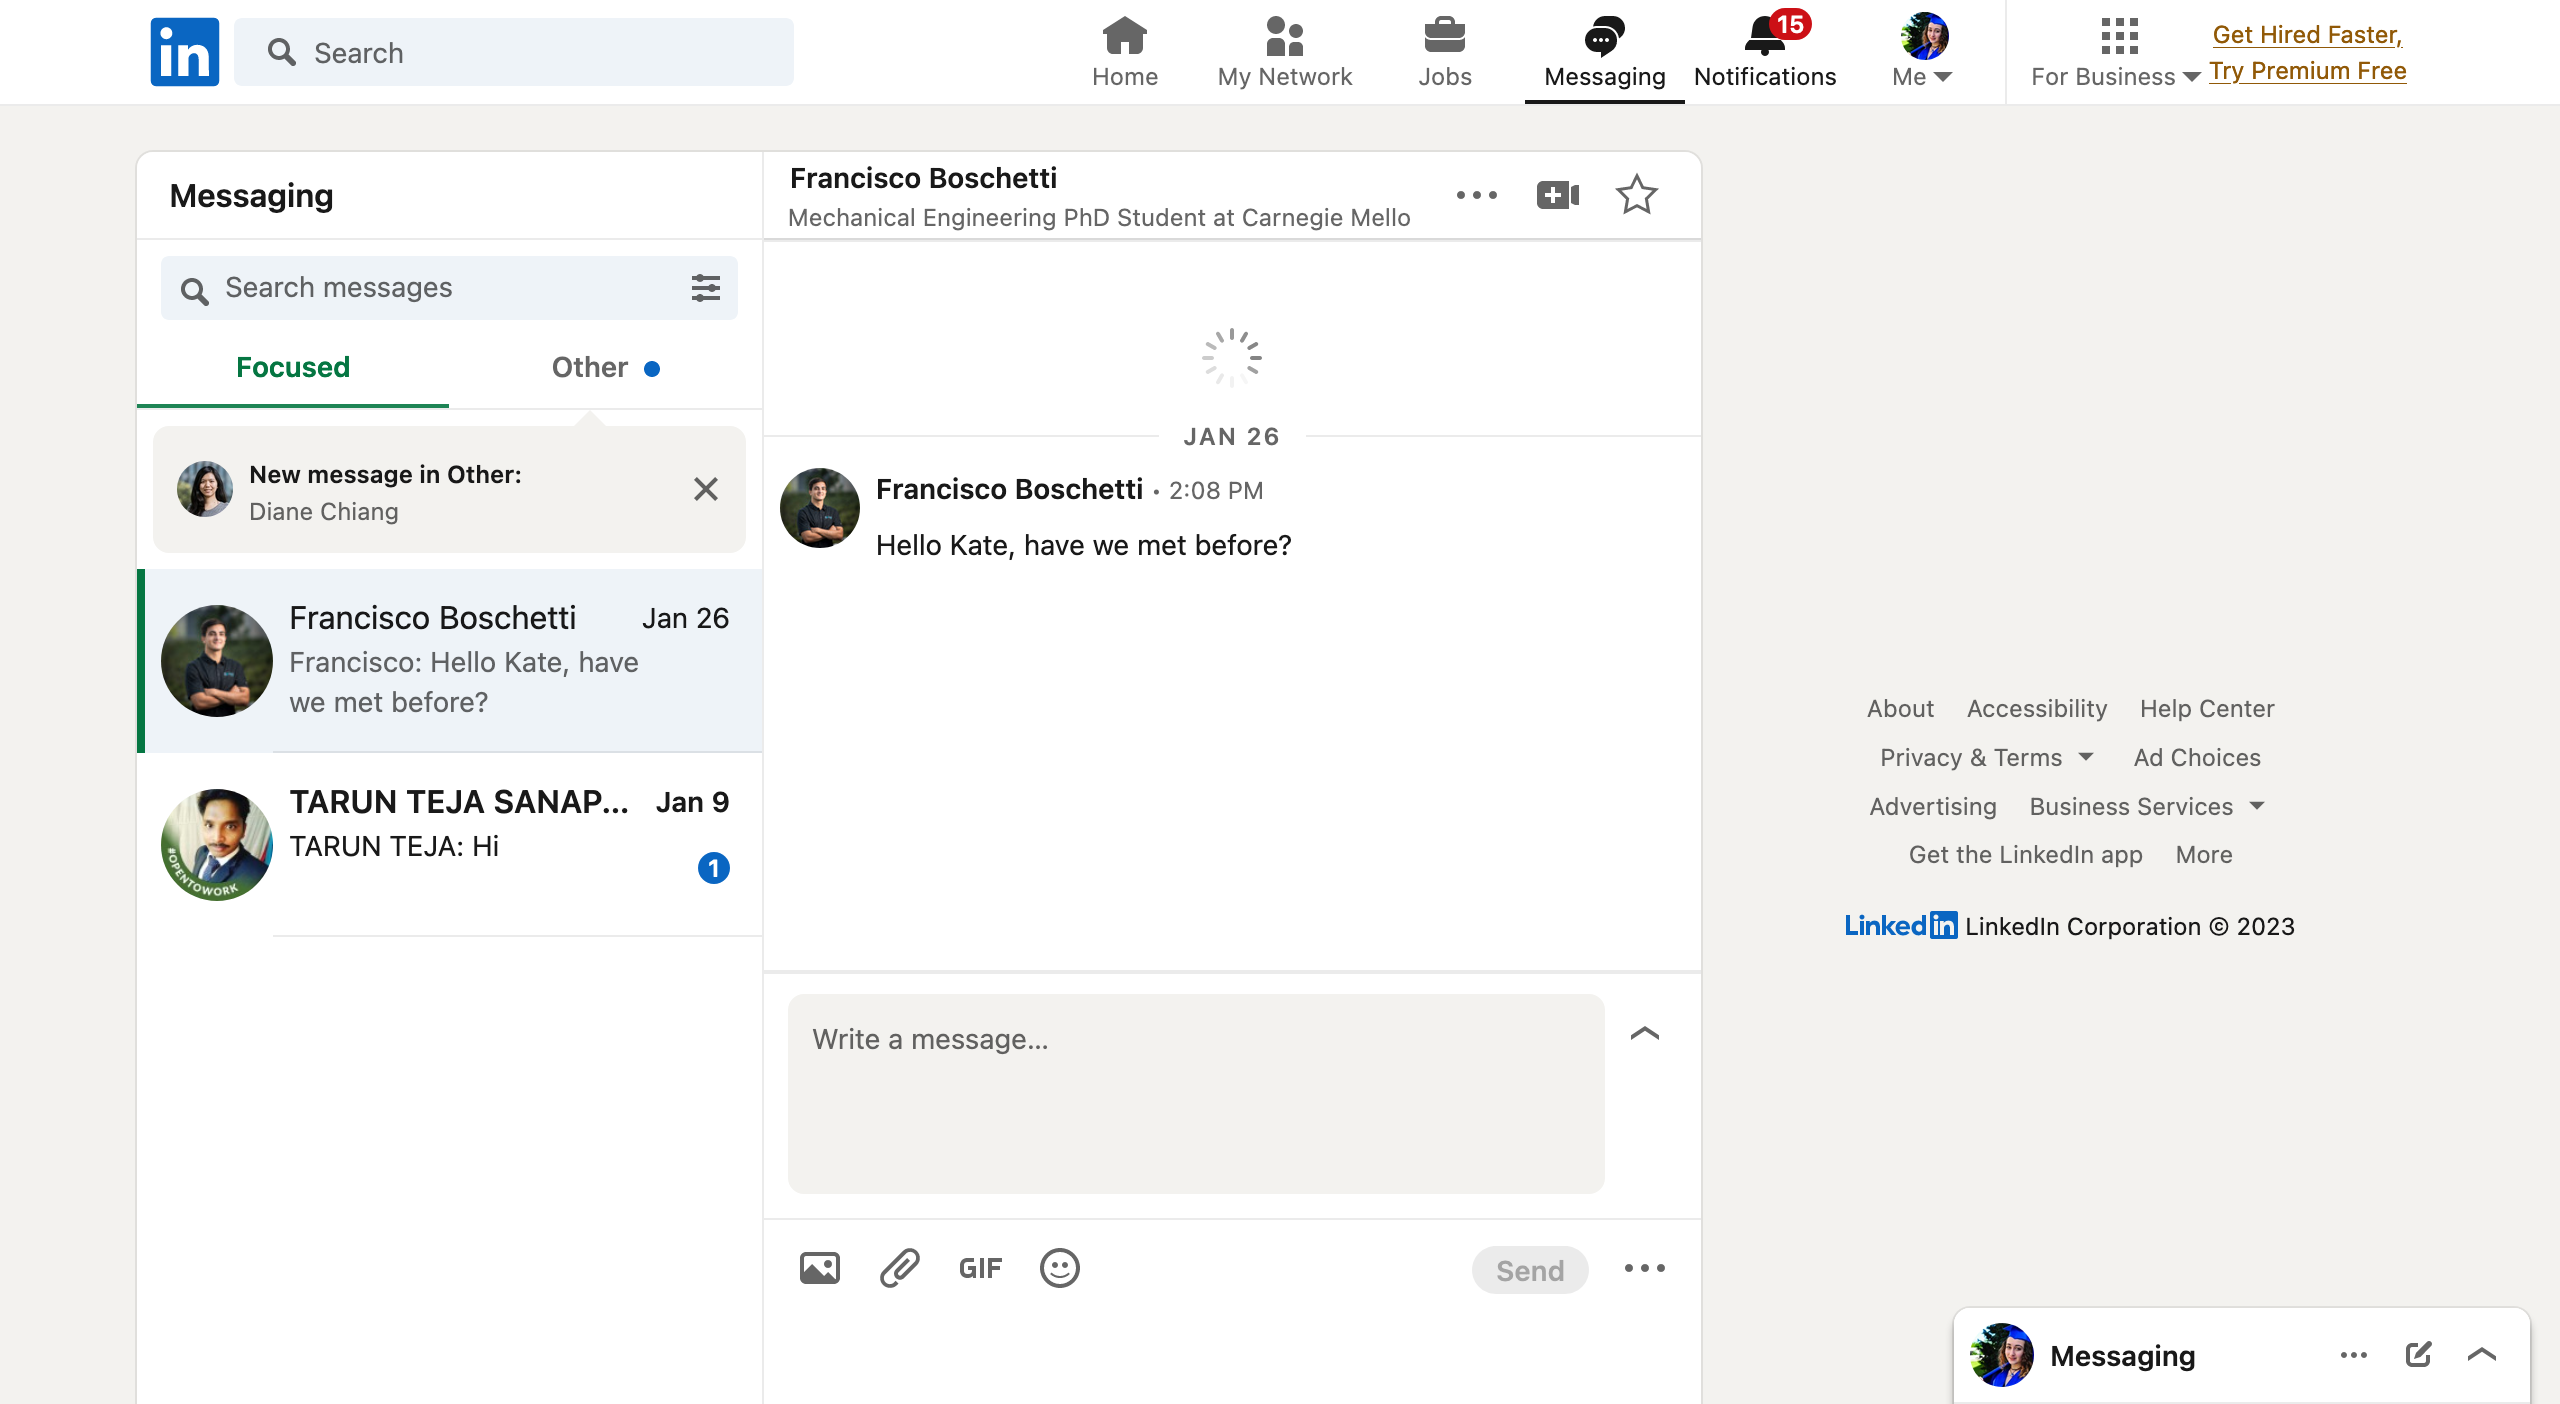 in
Search
Home
My Network
Jobs
Messaging
15
Notifications
Me
For Business
Get Hired Faster,
Try Premium Free
Messaging
Search messages
Focused
Other
New message in Other:
Diane Chiang
Francisco Boschetti
Jan 26
Francisco: Hello Kate, have
we met before?
#OPENTOWORK
TARUN TEJA SANAP...
Jan 9
TARUN TEJA: Hi
1
Francisco Boschetti
Mechanical Engineering PhD Student at Carnegie Mello
JAN 26
Francisco Boschetti • 2:08 PM
Hello Kate, have we met before?
Write a message...
GIF
Send
About
Accessibility
Help Center
Privacy & Terms
Ad Choices
Advertising
Business Services
Get the LinkedIn app
More
LinkedIn LinkedIn Corporation © 2023
Messaging